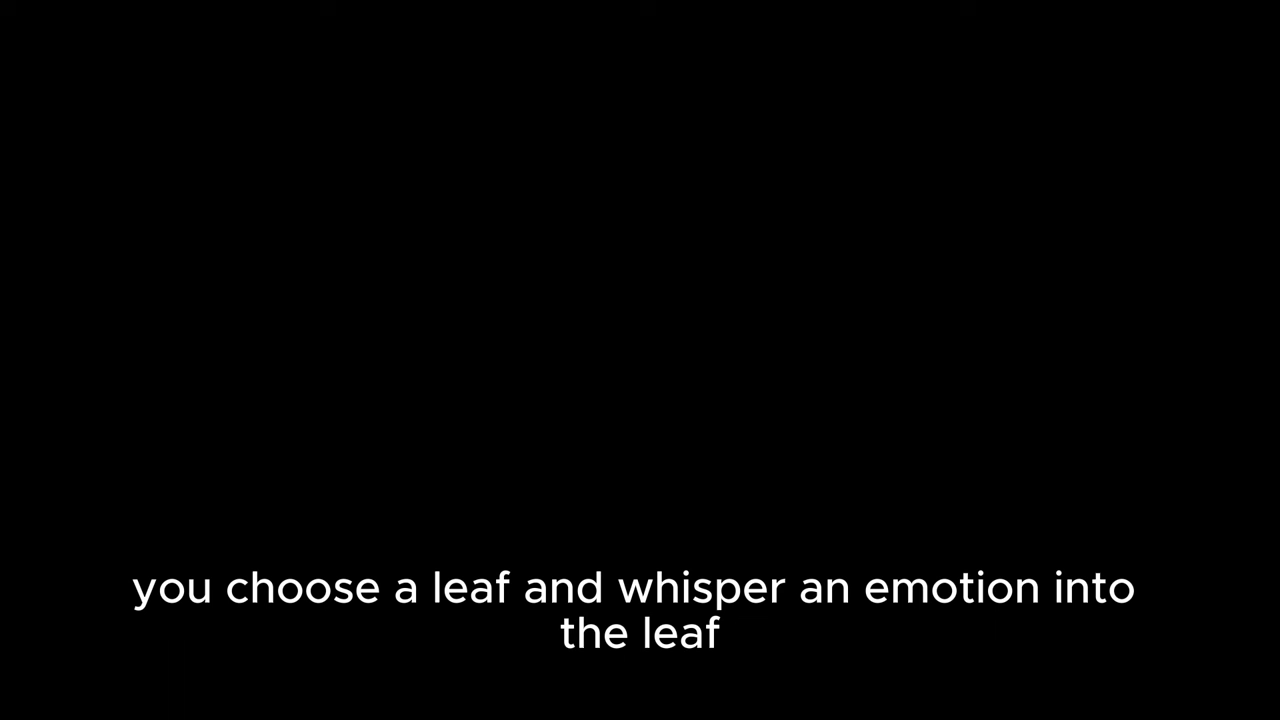 you choose a leaf and whisper an emotion into
the leaf